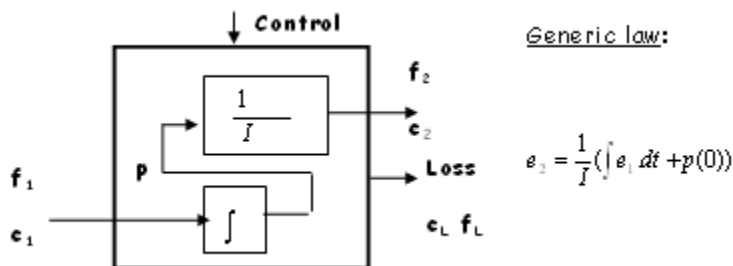 Control
Generic law:
f₂
1
I
e₂
p
Loss
e₂ = 1/I (∫e₁ dt + p(0))
f₁
e₁
∫
e_L f_L